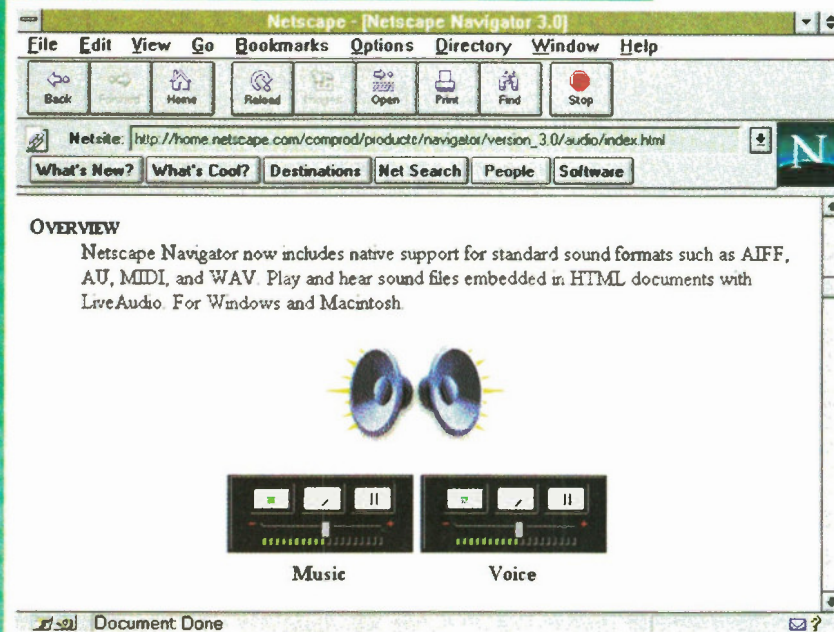 Netscape - [Netscape Navigator 3.0]
File Edit View Go Bookmarks Options Directory Window Help
Back Forward Home Reload Images Open Print Find Stop
Netsite: http://home.netscape.com/comprod/products/navigator/version_3.0/audio/index.html
N
What's New? What's Cool? Destinations Net Search People Software
OVERVIEW
Netscape Navigator now includes native support for standard sound formats such as AIFF,
AU, MIDI, and WAV. Play and hear sound files embedded in HTML documents with
LiveAudio. For Windows and Macintosh.
Music Voice
Document: Done